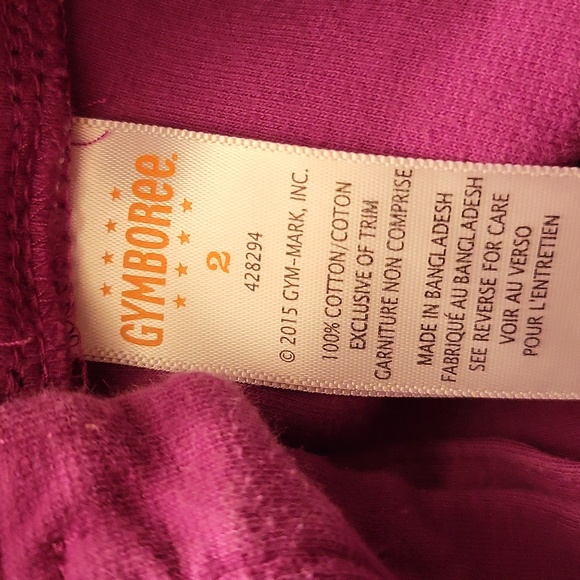 GYMBOREE.
2
428294
© 2015 GYM-MARK, INC.
100% COTTON/COTON
EXCLUSIVE OF TRIM
GARNITURE NON COMPRISE
MADE IN BANGLADESH
FABRIQUÉ AU BANGLADESH
SEE REVERSE FOR CARE
VOIR AU VERSO
POUR L'ENTRETIEN